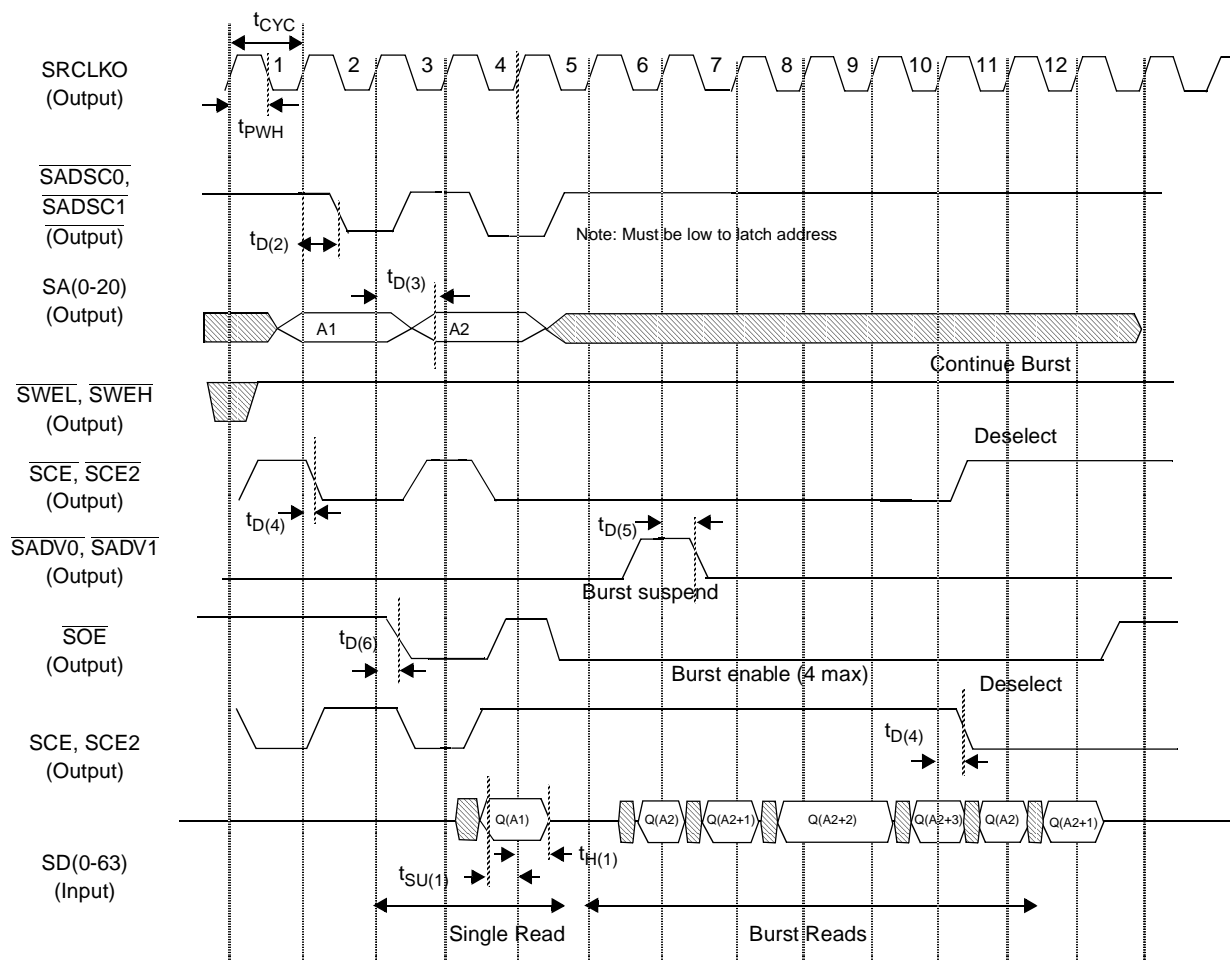 tCYC
SRCLKO
(Output)
1 2 3 4 5 6 7 8 9 10 11 12
tPWH
SADSC0,
SADSC1
(Output)
tD(2)
Note: Must be low to latch address
SA(0-20)
(Output)
tD(3)
A1 A2
Continue Burst
SWEL, SWEH
(Output)
Deselect
SCE, SCE2
(Output)
tD(4)
tD(5)
SADV0, SADV1
(Output)
Burst suspend
SOE
(Output)
tD(6)
Burst enable (4 max)
Deselect
SCE, SCE2
(Output)
tD(4)
Q(A1) Q(A2) Q(A2+1) Q(A2+2) Q(A2+3) Q(A2) Q(A2+1)
SD(0-63)
(Input)
tSU(1)
tH(1)
Single Read
Burst Reads